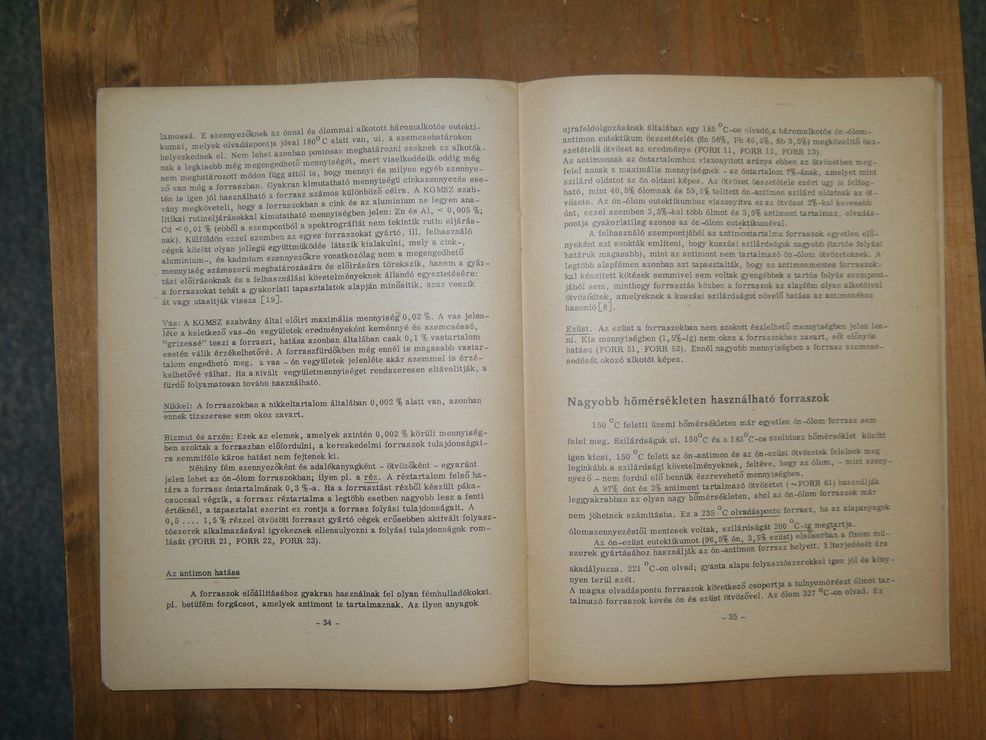 lamossá. E szennyezőknek az ónnal és ólommal alkotott háromalkotós eutekti-
kumai, melyek olvadáspontja jóval 180°C alatt van, ui. a szemcsehatárokon
helyezkednek el. Nem lehet azonban pontosan meghatározni ezeknek az alkotók-
nak a legkisebb még megengedhető mennyiségét, mert viselkedésük eddig még
nem meghatározott módon függ attól is, hogy mennyi és milyen egyéb szennye-
ző van még a forraszban. Gyakran kimutatható mennyiségű cinkszennyezés ese-
tén is igen jól használható a forrasz számos különböző célra. A KGMSZ szab-
vány megköveteli, hogy a forraszokban a cink és az alumínium ne legyen ana-
litikai rutineljárásokkal kimutatható mennyiségben jelen: Zn és Al, < 0,005 %;
Cd < 0,01 % (ebből a szempontból a spektrográfiát nem tekintik rutin eljárás-
nak). Külföldön ezzel szemben az egyes forraszokat gyártó, ill. felhasználó
cégek között olyan jellegű együttműködés látszik kialakulni, mely a cink-,
aluminium-, és kadmium szennyezőkre vonatkozólag nem a megengedhető
mennyiség számszerű meghatározására és előírására törekszik, hanem a gyár-
tási előírásoknak és a felhasználási követelményeknek állandó egyeztetésére:
a forraszokat tehát a gyakorlati tapasztalatok alapján minősítik, azaz veszik
át vagy utasítják vissza [19].
Vas: A KGMSZ szabvány által előirt maximális mennyiség 0,02 %. A vas jelen-
léte a keletkező vas-ón vegyületek eredményeként keménnyé és szemcséssé,
"grizessé" teszi a forraszt, hatása azonban általában csak 0,1 % vastartalom
esetén válik érzékelhetővé. A forraszfürdőkben még ennél is magasabb vastar-
talom engedhető meg, a vas - ón vegyületek jelenléte akár szemmel is érzé-
kelhetővé válhat. Ha a kivált vegyületmennyiséget rendszeresen eltávolítják, a
fürdő folyamatosan tovább használható.
Nikkel: A forraszokban a nikkeltartalom általában 0,002 % alatt van, azonban
ennek tízszerese sem okoz zavart.
Bizmut és arzén: Ezek az elemek, amelyek szintén 0,002 % körüli mennyiség-
ben szoktak a forraszban előfordulni, a kereskedelmi forraszok tulajdonságai-
ra semmiféle káros hatást nem fejtenek ki.
Néhány fém szennyezőként és adalékanyagként - ötvözőként - egyaránt
jelen lehet az ón-ólom forraszokban; ilyen pl. a réz. A réztartalom felső ha-
tára a forrasz óntartalmának 0,3 %-a. Ha a forrasztást rézből készült páka-
csuccsal végzik, a forrasz réztartalma a legtöbb esetben nagyobb lesz a fenti
értéknél, a tapasztalat szerint ez rontja a forrasz folyási tulajdonságait. A
0,5 .... 1,5 % rézzel ötvözött forraszt gyártó cégek erősebben aktivált folyasz-
tószerek alkalmazásával igyekeznek ellensulyozni a folyási tulajdonságok rom-
lását (FORR 21, FORR 22, FORR 23).
Az antimon hatása
A forraszok előállításához gyakran használnak fel olyan fémhulladékokat,
pl. betűfém forgácsot, amelyek antimont is tartalmaznak. Az ilyen anyagok
- 34 -
ujrafeldolgozásának általában egy 185 °C-on olvadó,a háromalkotós ón-ólom-
antimon eutektikum összetételét (Sn 56%, Pb 40,5%, Sb 3,5%) megközelítő ösz-
szetételű ötvözet az eredménye (FORR 11, FORR 12, FORR 13).
Az antimonnak az óntartalomhoz viszonyított aránya ebben az ötvözetben meg-
felel annak a maximális mennyiségnek - az óntartalom 7%-ának, amelyet mint
szilárd oldatot az ón oldani képes. Az ötvözet összetétele ezért ugy is felfog-
ható, mint 40,5% ólomnak és 59,5% telített ón-antimon szilárd oldatnak az öt-
vözete. Az ón-ólom eutektikumhoz viszonyítva ez az ötvözet 2%-kal kevesebb
ónt, ezzel szemben 3,5%-kal több ólmot és 3,5% antimont tartalmaz, olvadás-
pontja gyakorlatilag azonos az ón-ólom eutektikuméval.
A felhasználó szempontjából az antimontartalmu forraszok egyetlen elő-
nyeként azt szokták említeni, hogy kuszási szilárdságuk nagyobb (tartós folyási
határuk magasabb), mint az antimont nem tartalmazó ón-ólom ötvözeteknek. A
legtöbb alapfémen azonban azt tapasztalták, hogy az antimonmentes forraszok-
kal készített kötések semmivel sem voltak gyengébbek a tartós folyás szempont-
jából sem, minthogy forrasztás közben a forraszok az alapfém olyan alkotóival
ötvöződtek, amelyeknek a kuszási szilárdságot növelő hatása az antimonéhoz
hasonló [8].
Ezüst. Az ezüst a forraszokban nem szokott észlelhető mennyiségben jelen len-
ni. Kis mennyiségben (1,5%-ig) nem okoz a forraszokban zavart, sőt előnyös
hatásu (FORR 51, FORR 52). Ennél nagyobb mennyiségben a forrasz szemcsé-
sedését okozó alkotót képez.
Nagyobb hőmérsékleten használható forraszok
150 °C feletti üzemi hőmérsékleten már egyetlen ón-ólom forrasz sem
felel meg. Szilárdságuk ui. 150°C és a 183°C-os szolidusz hőmérséklet között
igen kicsi. 150 °C felett az ón-antimon és az ón-ezüst ötvözetek felelnek meg
leginkább a szilárdsági követelményeknek, feltéve, hogy az ólom, - mint szeny-
nyező - nem fordul elő bennük észrevehető mennyiségben.
A 97% ónt és 3% antimont tartalmazó ötvözetet (~FORR 61) használják
leggyakrabban az olyan nagy hőmérsékleten, ahol az ón-ólom forraszok már
nem jöhetnek számításba. Ez a 235 °C olvadáspontu forrasz, ha az alapanyagok
ólomszennyezéstől mentesek voltak, szilárdságát 200 °C-ig megtartja.
Az ón-ezüst eutektikumot (96,5% ón, 3,5% ezüst) elsősorban a finom mű-
szerek gyártásához használják az ón-antimon forrasz helyett. Elterjedését ára
akadályozza. 221 °C-on olvad; gyanta alapu folyasztószerekkel igen jól és köny-
nyen terül szét.
A magas olvadáspontu forraszok következő csoportja a tulnyomórészt ólmot tar-
talmazó forraszok kevés ón és ezüst ötvözővel. Az ólom 327 °C-on olvad. Ez
- 35 -